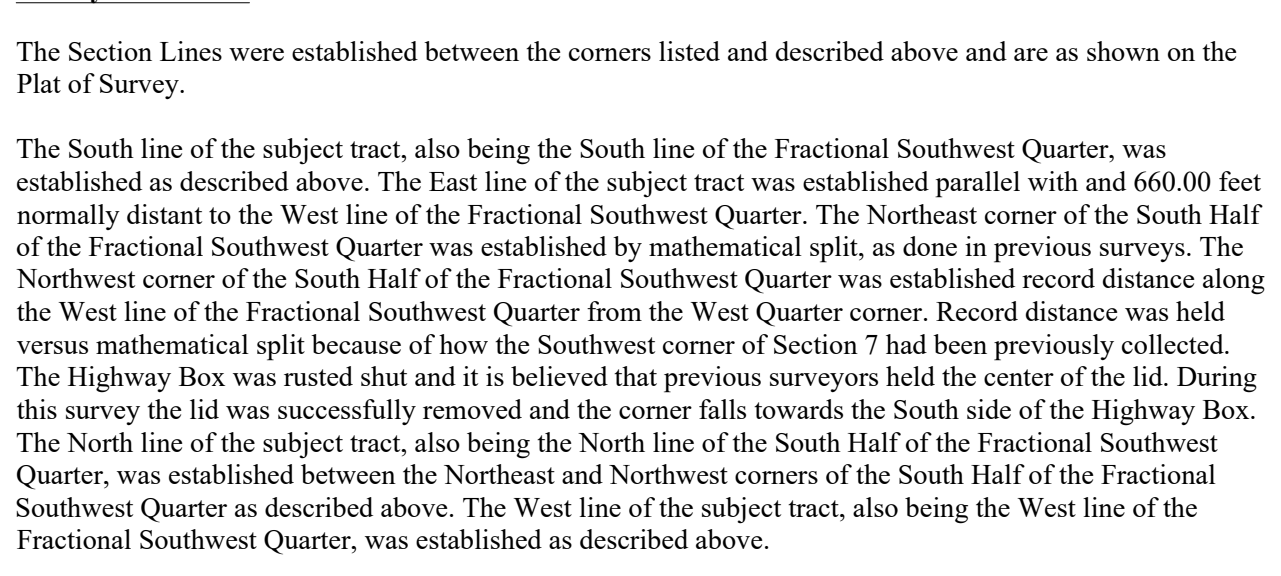 The Section Lines were established between the corners listed and described above and are as shown on the
Plat of Survey.
The South line of the subject tract, also being the South line of the Fractional Southwest Quarter, was
established as described above. The East line of the subject tract was established parallel with and 660.00 feet
normally distant to the West line of the Fractional Southwest Quarter. The Northeast corner of the South Half
of the Fractional Southwest Quarter was established by mathematical split, as done in previous surveys. The
Northwest corner of the South Half of the Fractional Southwest Quarter was established record distance along
the West line of the Fractional Southwest Quarter from the West Quarter corner. Record distance was held
versus mathematical split because of how the Southwest corner of Section 7 had been previously collected.
The Highway Box was rusted shut and it is believed that previous surveyors held the center of the lid. During
this survey the lid was successfully removed and the corner falls towards the South side of the Highway Box.
The North line of the subject tract, also being the North line of the South Half of the Fractional Southwest
Quarter, was established between the Northeast and Northwest corners of the South Half of the Fractional
Southwest Quarter as described above. The West line of the subject tract, also being the West line of the
Fractional Southwest Quarter, was established as described above.